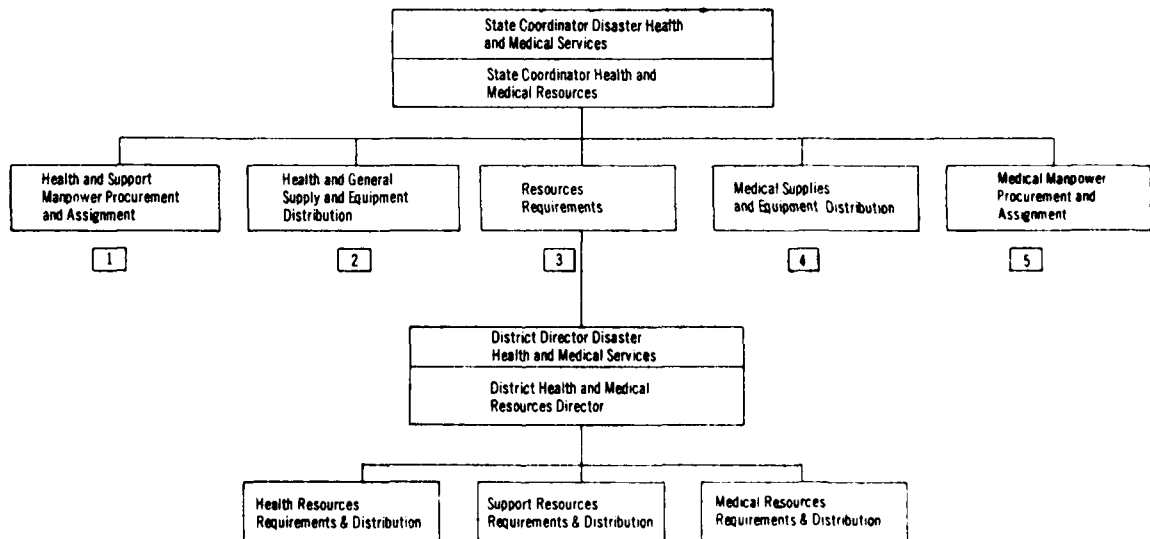 State Coordinator Disaster Health
and Medical Services
State Coordinator Health and
Medical Resources
Health and Support
Manpower Procurement
and Assignment
Health and General
Supply and Equipment
Distribution
Resources
Requirements
Medical Supplies
and Equipment Distribution
Medical Manpower
Procurement and
Assignment
1
2
3
4
5
District Director Disaster
Health and Medical Services
District Health and Medical
Resources Director
Health Resources
Requirements & Distribution
Support Resources
Requirements & Distribution
Medical Resources
Requirements & Distribution